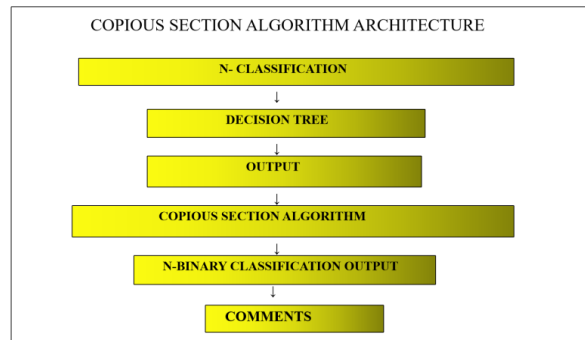 COPIOUS SECTION ALGORITHM ARCHITECTURE
N- CLASSIFICATION
↓
DECISION TREE
↓
OUTPUT
↓
COPIOUS SECTION ALGORITHM
↓
N-BINARY CLASSIFICATION OUTPUT
↓
COMMENTS